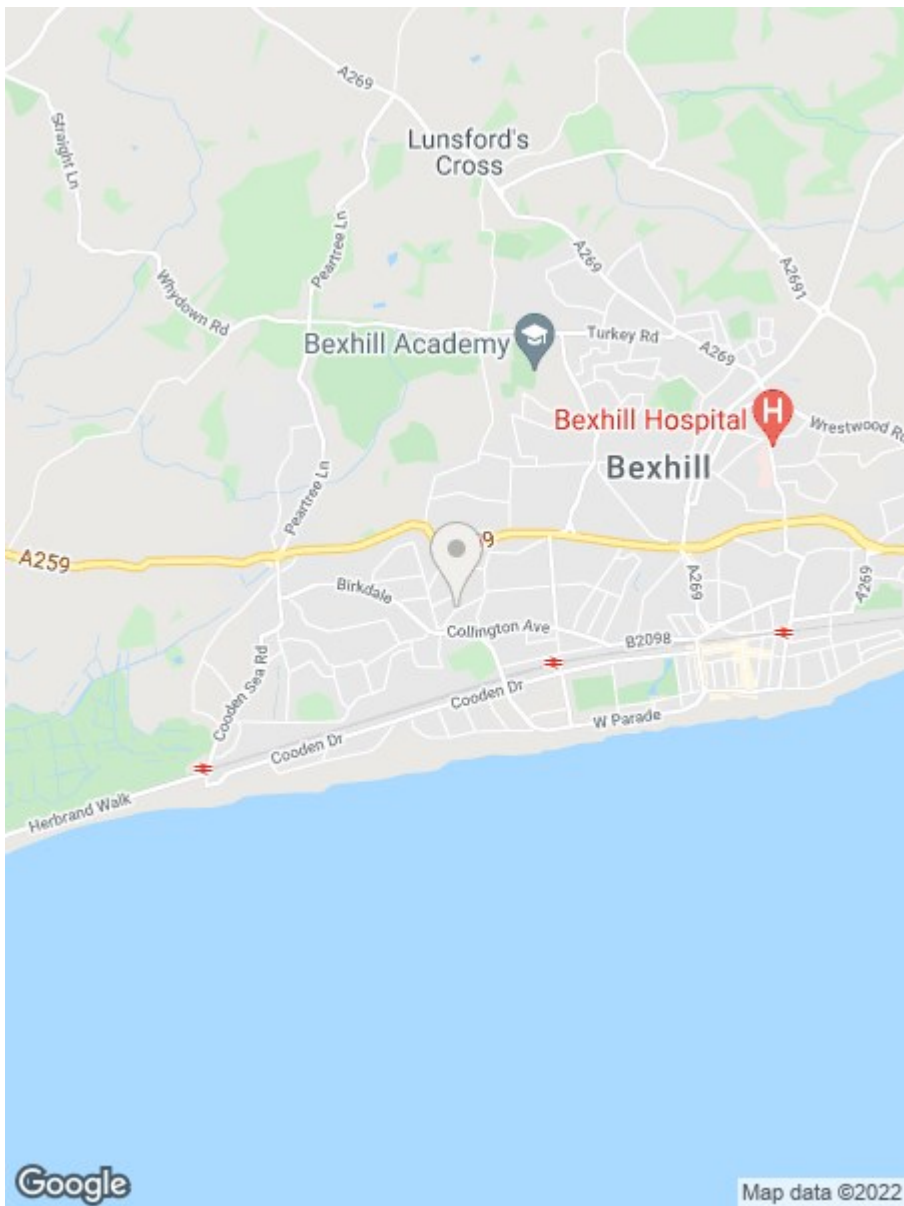 A269
Straight Ln
Lunsford's
Cross
Peartree Ln
A269
A2691
Whydown Rd
Bexhill Academy
Turkey Rd
A269
Bexhill Hospital
H
Wrestwood Rd
Bexhill
Peartree Ln
A259
9
Birkdale
A269
A269
Collington Ave
B2098
Cooden Sea Rd
Cooden Dr
W Parade
Cooden Dr
Herbrand Walk
Google
Map data ©2022